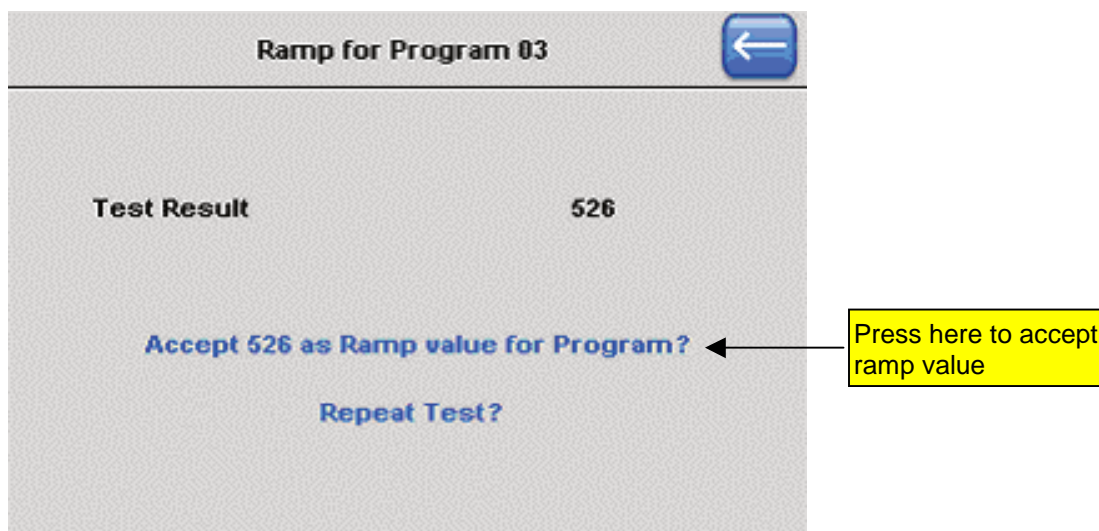 Ramp for Program 03
Test Result 526
Accept 526 as Ramp value for Program?
Press here to accept
ramp value
Repeat Test?